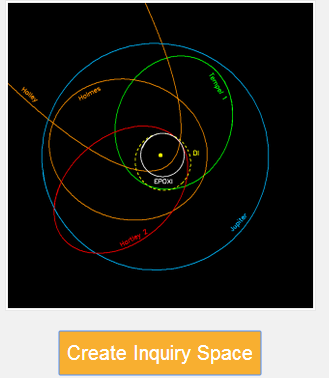 Tempel 1
Halley
Holmes
DI
EPOXI
Jupiter
Hartley 2
Create Inquiry Space